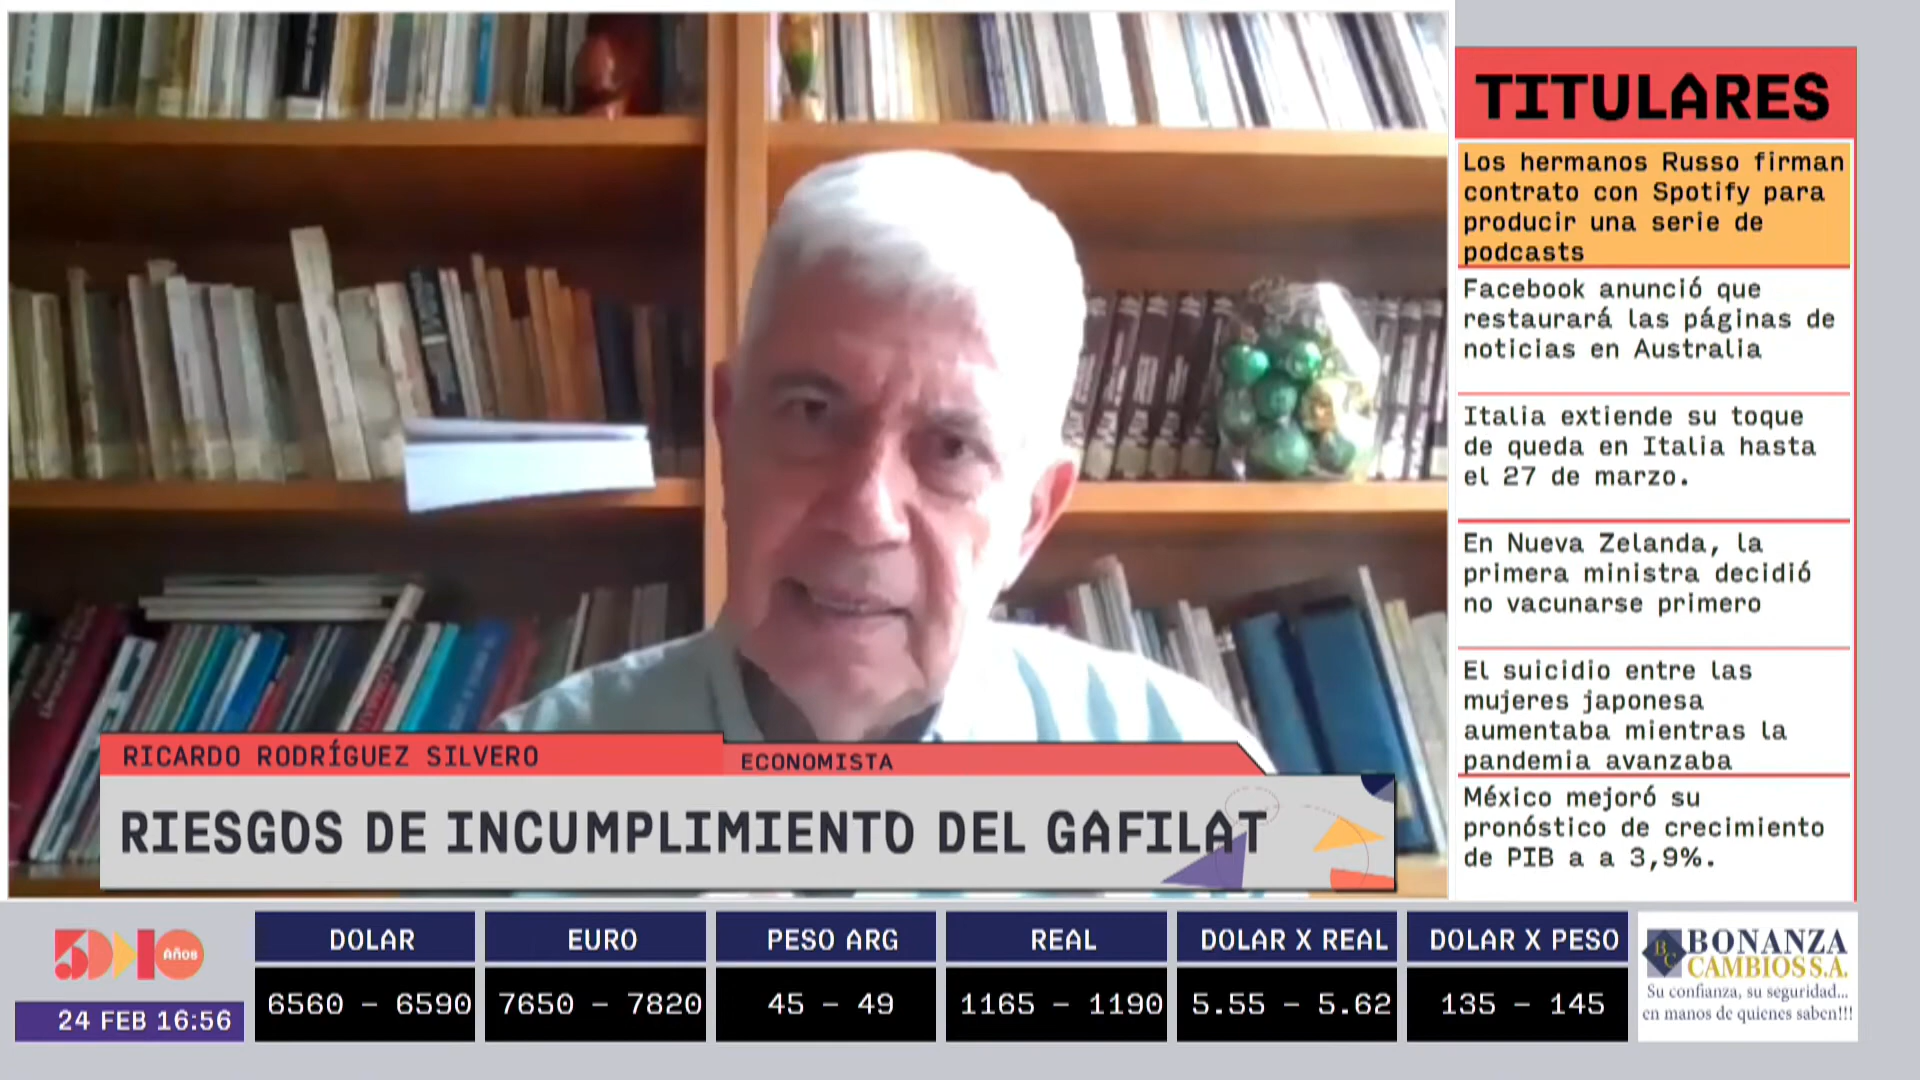 TITULARES
Los hermanos Russo firman
contrato con Spotify para
producir una serie de
podcasts
Facebook anunció que
restaurará las páginas de
noticias en Australia
Italia extiende su toque
de queda en Italia hasta
el 27 de marzo.
En Nueva Zelanda, la
primera ministra decidió
no vacunarse primero
El suicidio entre las
mujeres japonesa
aumentaba mientras la
pandemia avanzaba
México mejoró su
pronóstico de crecimiento
de PIB a a 3,9%.
RICARDO RODRÍGUEZ SILVERO
ECONOMISTA
RIESGOS DE INCUMPLIMIENTO DEL GAFILAT
5D 10 Años
24 FEB 16:56
DOLAR
6560 - 6590
EURO
7650 - 7820
PESO ARG
45 - 49
REAL
1165 - 1190
DOLAR X REAL
5.55 - 5.62
DOLAR X PESO
135 - 145
BC
BONANZA
CAMBIOS S.A.
Su confianza, su seguridad...
en manos de quienes saben!!!